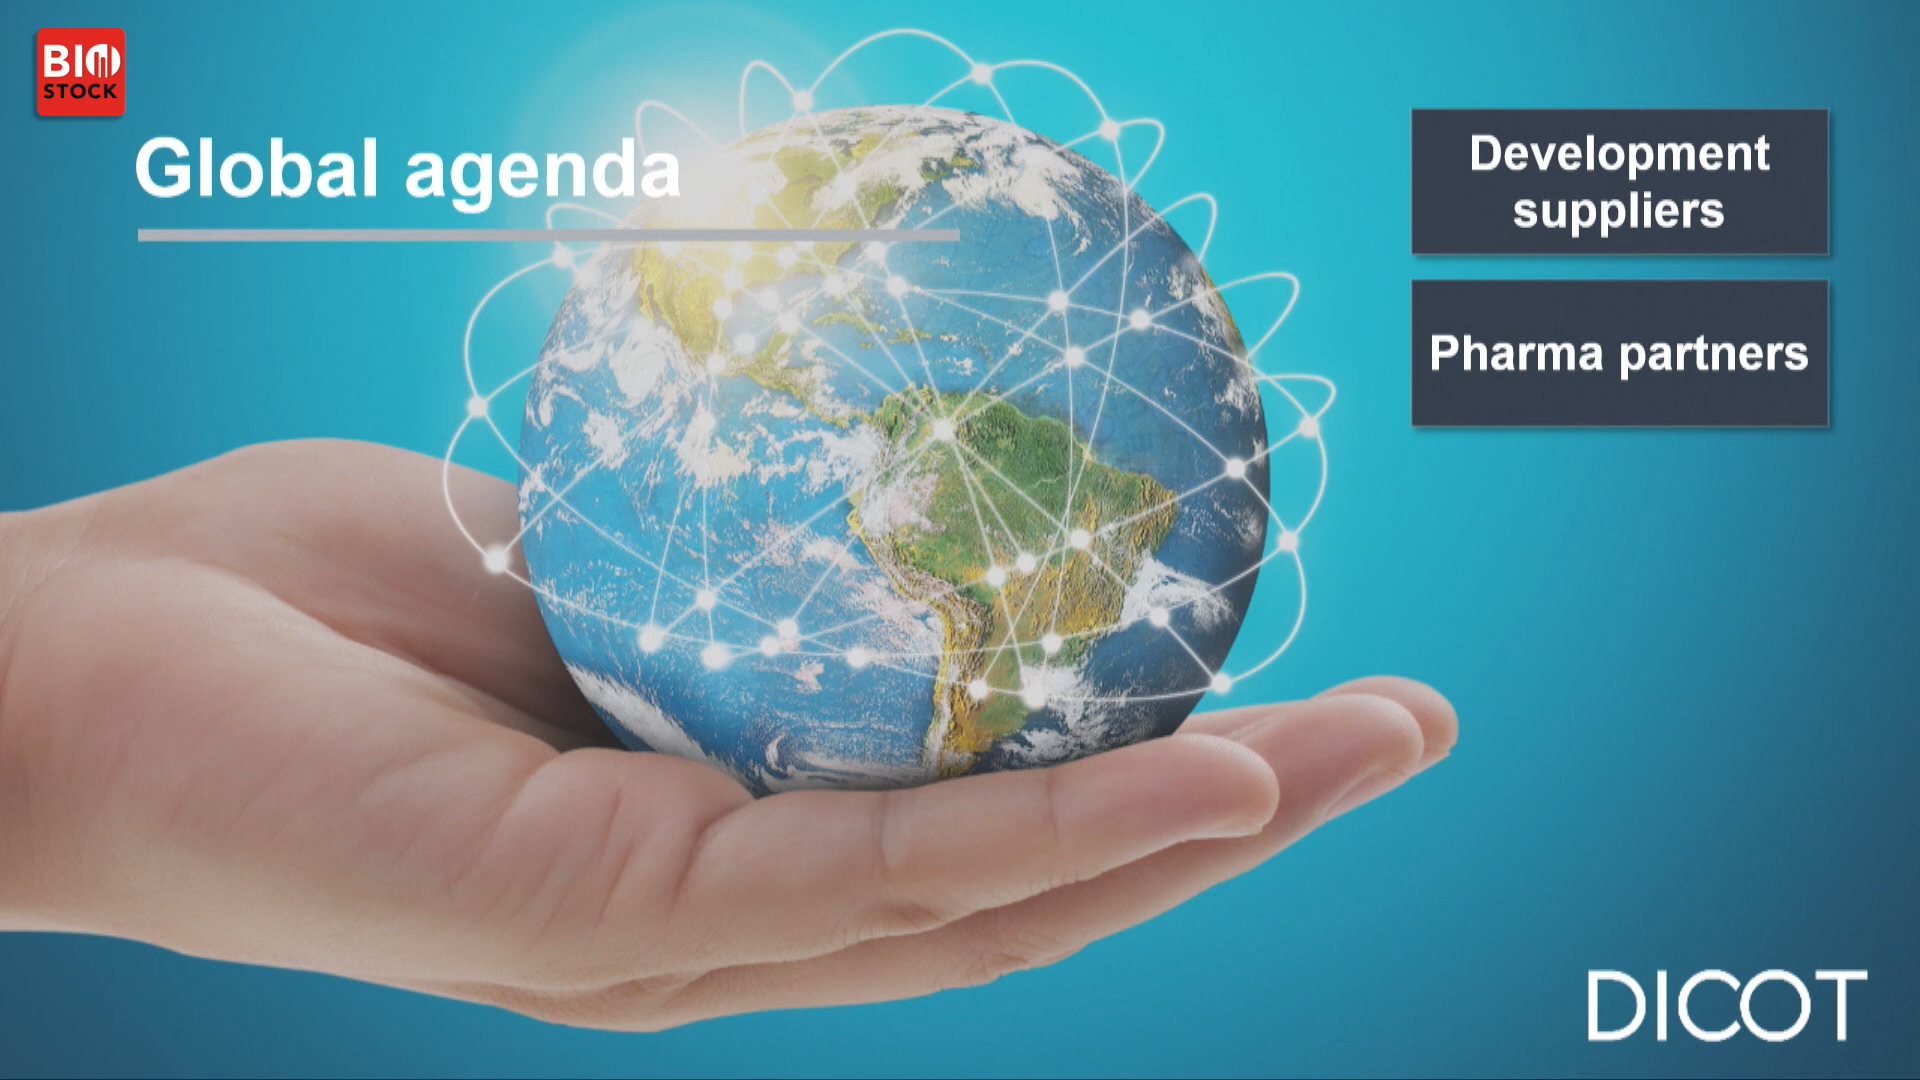 BIO
STOCK
Global agenda
Development
suppliers
Pharma partners
DICOT